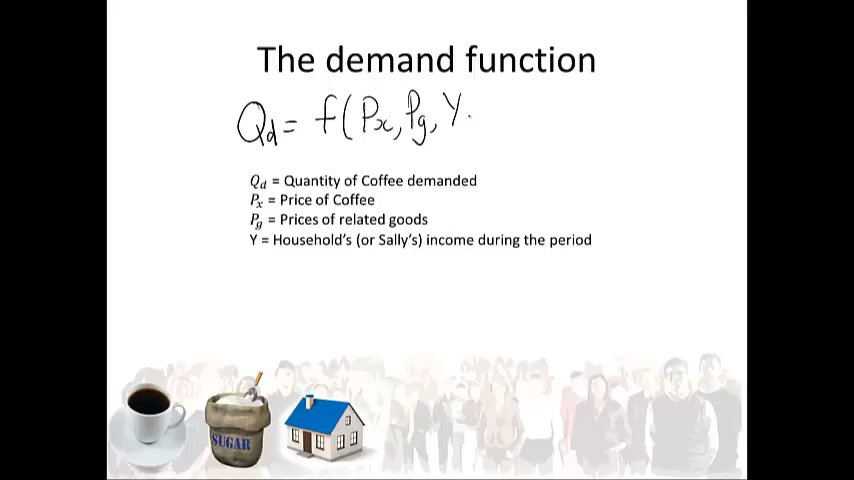 The demand function
Qd = f(Px, Pg, Y.
Qd = Quantity of Coffee demanded
Px = Price of Coffee
Pg = Prices of related goods
Y = Household’s (or Sally’s) income during the period
SUGAR